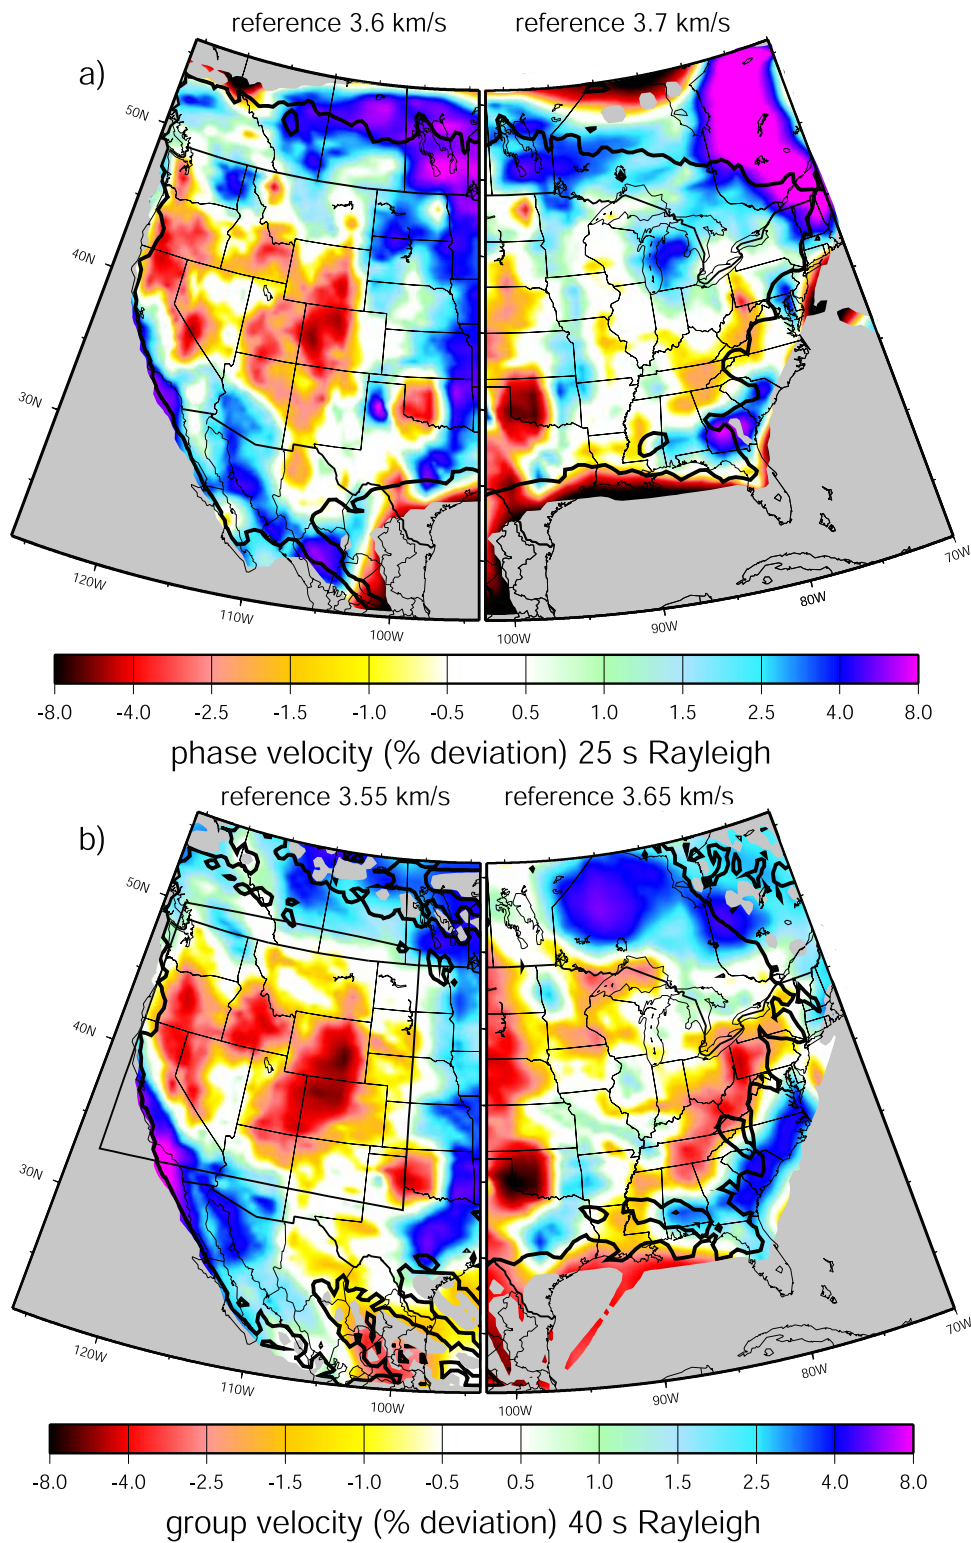 reference 3.6 km/s reference 3.7 km/s
a)
50N
40N
30N
120W
110W
100W
100W
90W
80W
70W
-8.0 -4.0 -2.5 -1.5 -1.0 -0.5 0.5 1.0 1.5 2.5 4.0 8.0
phase velocity (% deviation) 25 s Rayleigh
reference 3.55 km/s reference 3.65 km/s
b)
50N
40N
30N
120W
110W
100W
100W
90W
80W
70W
-8.0 -4.0 -2.5 -1.5 -1.0 -0.5 0.5 1.0 1.5 2.5 4.0 8.0
group velocity (% deviation) 40 s Rayleigh